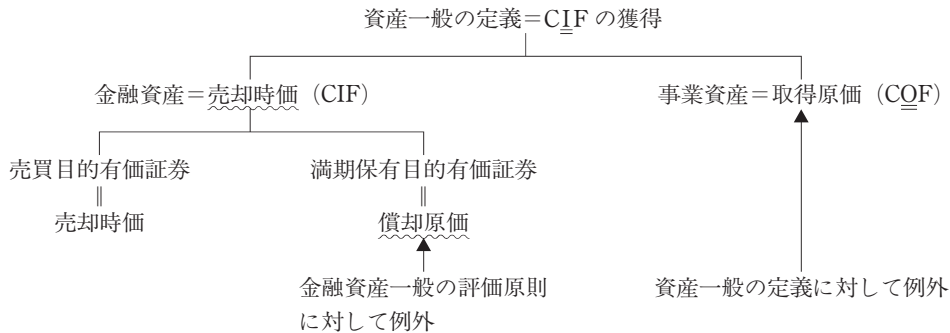 資産一般の定義＝CIFの獲得
金融資産＝売却時価（CIF）
事業資産＝取得原価（COF）
売買目的有価証券
満期保有目的有価証券
＝
＝
売却時価
償却原価
金融資産一般の評価原則
に対して例外
資産一般の定義に対して例外